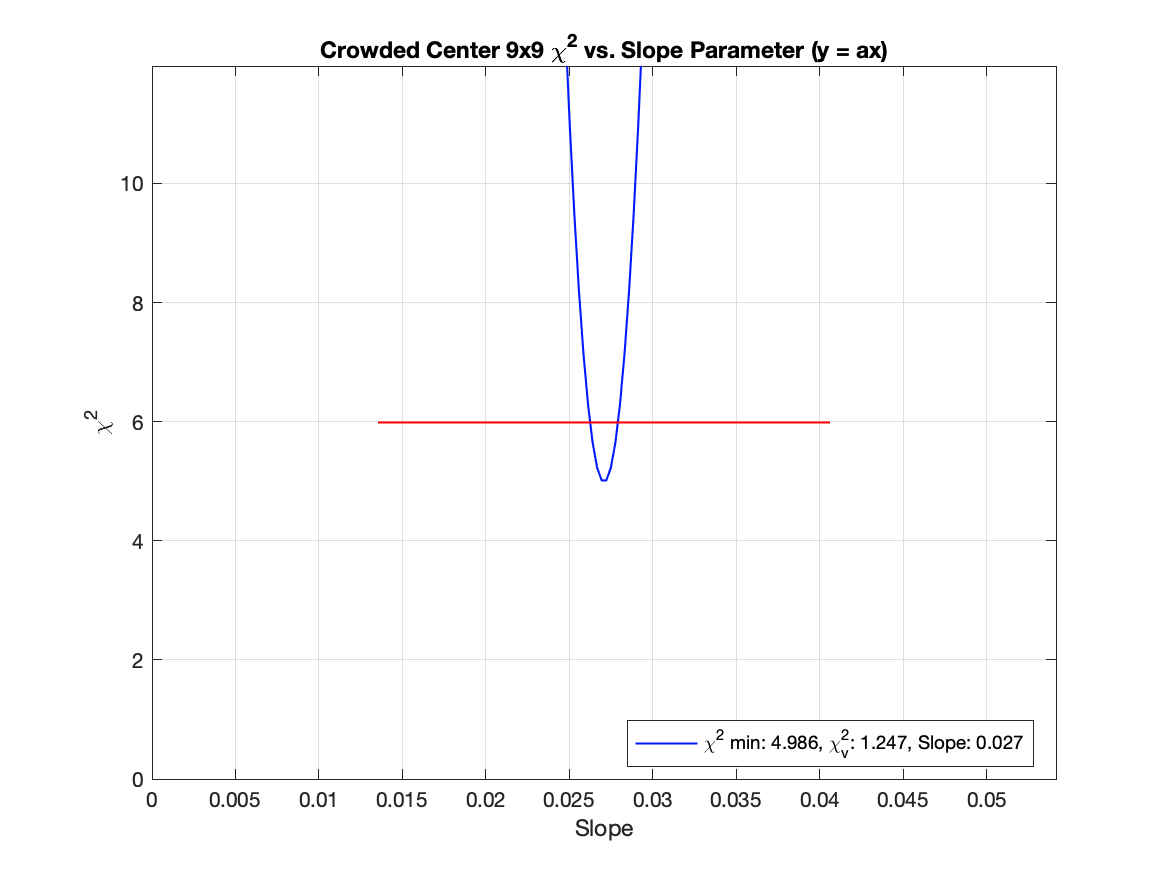 Crowded Center 9x9 χ² vs. Slope Parameter (y = ax)
10
8
6
4
2
0
χ²
χ² min: 4.986, χ²ᵥ: 1.247, Slope: 0.027
0 0.005 0.01 0.015 0.02 0.025 0.03 0.035 0.04 0.045 0.05
Slope